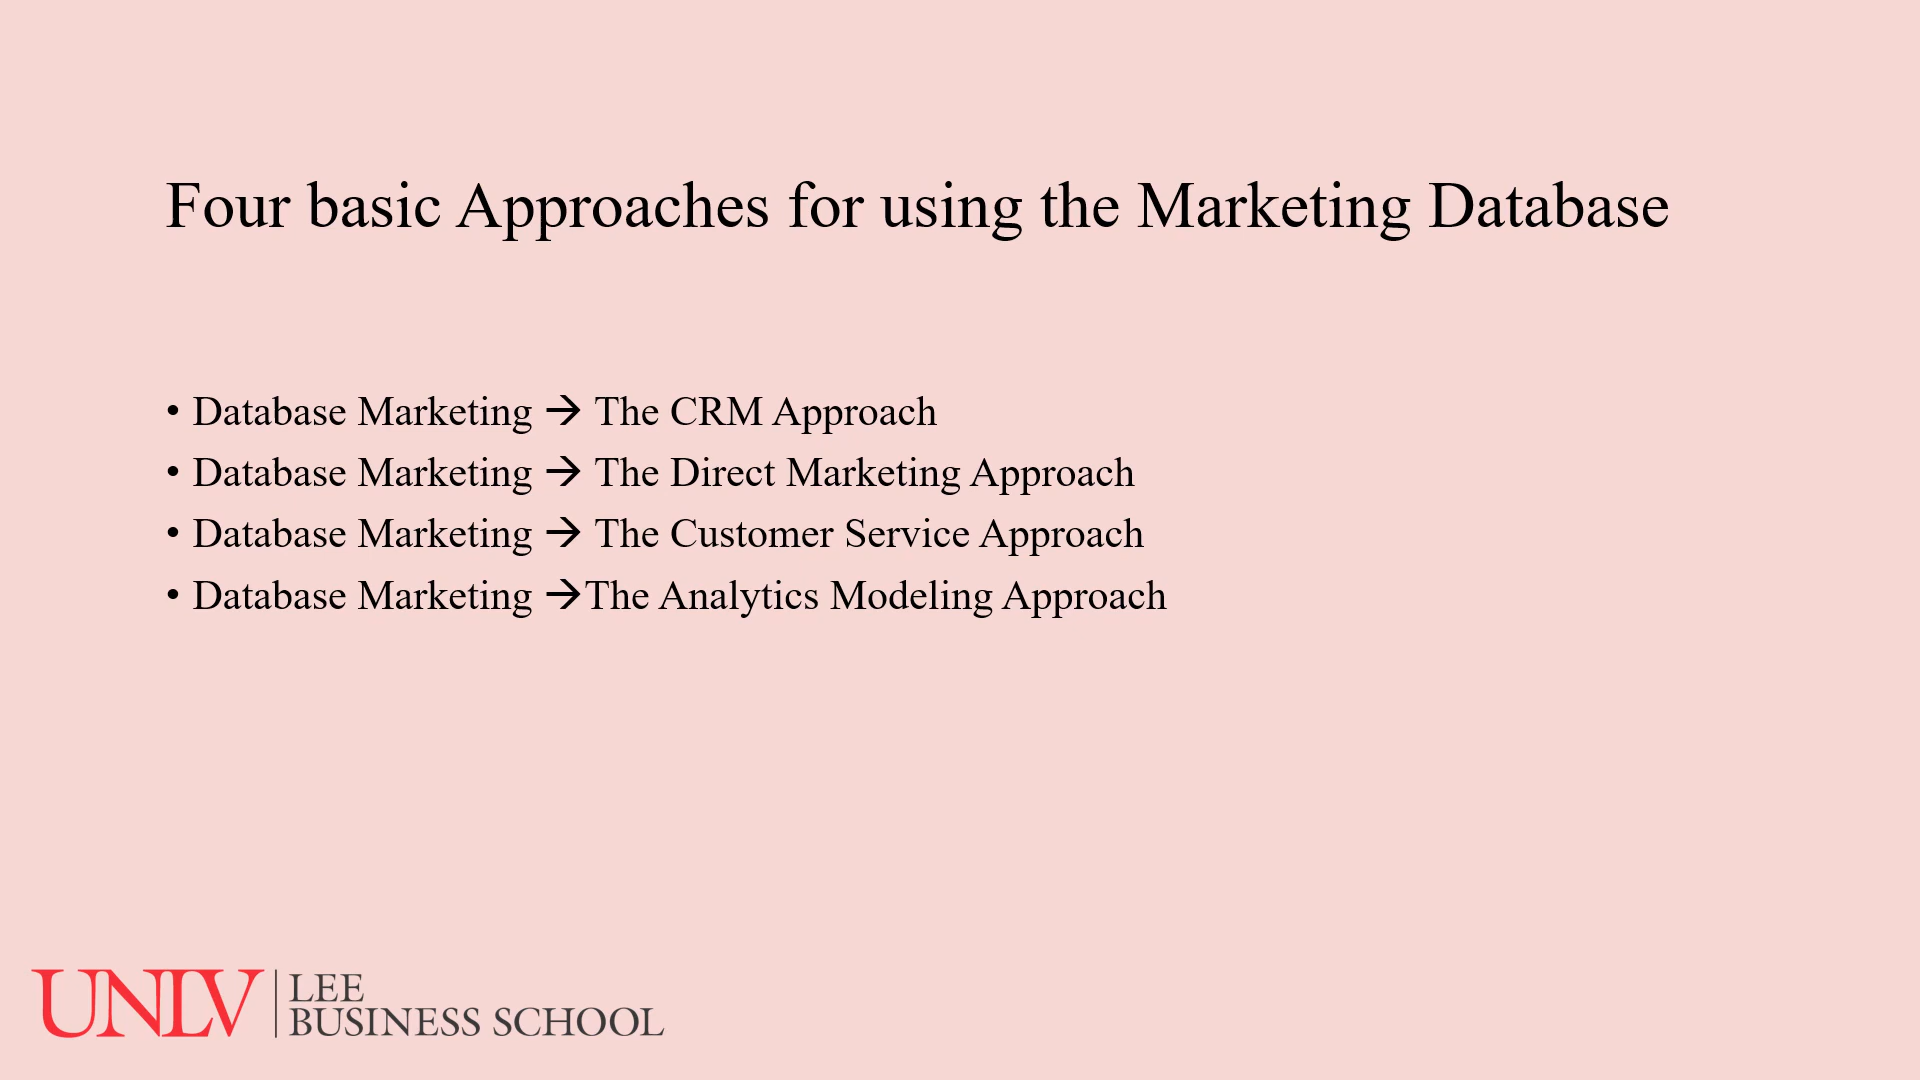 Four basic Approaches for using the Marketing Database
• Database Marketing → The CRM Approach
• Database Marketing → The Direct Marketing Approach
• Database Marketing → The Customer Service Approach
• Database Marketing →The Analytics Modeling Approach
UNLV LEE
BUSINESS SCHOOL